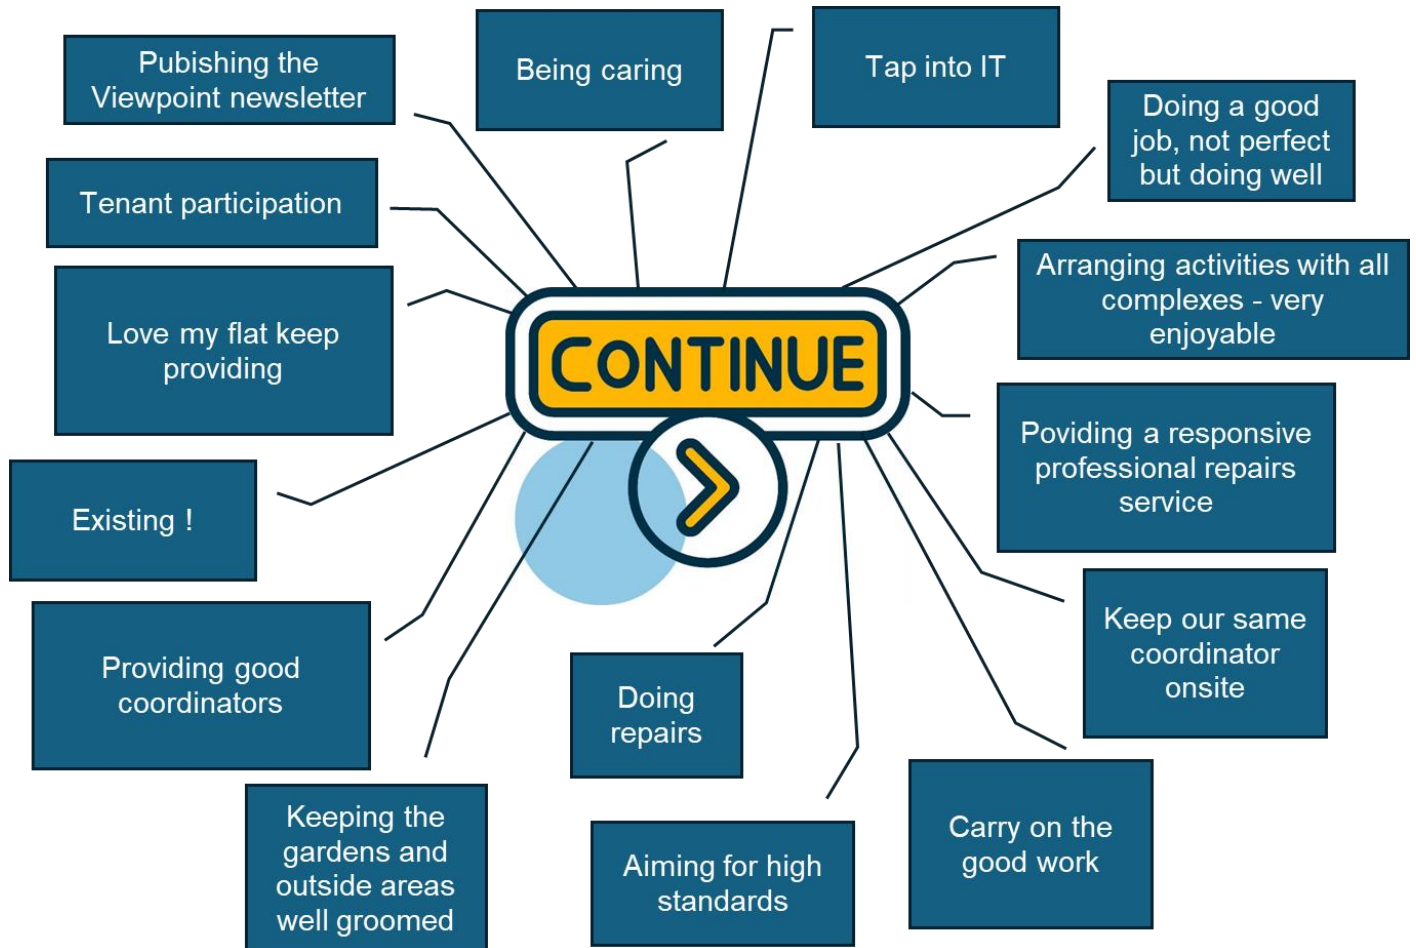 Pubishing the
Viewpoint newsletter
Being caring
Tap into IT
Doing a good
job, not perfect
but doing well
Tenant participation
Arranging activities with all
complexes - very
enjoyable
Love my flat keep
providing
CONTINUE
Poviding a responsive
professional repairs
service
Existing !
Keep our same
coordinator
onsite
Providing good
coordinators
Doing
repairs
Keeping the
gardens and
outside areas
well groomed
Aiming for high
standards
Carry on the
good work